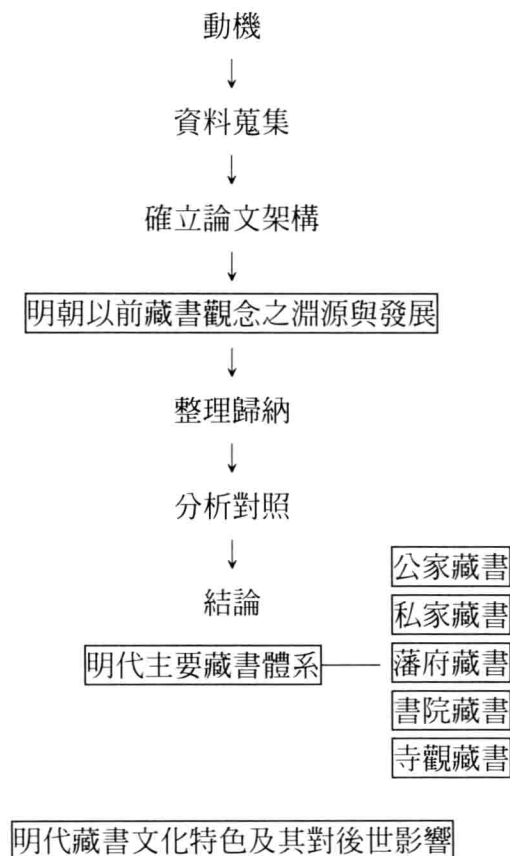 動機
資料蒐集
確立論文架構
明朝以前藏書觀念之淵源與發展
整理歸納
分析對照
結論
明代主要藏書體系
公家藏書
私家藏書
藩府藏書
書院藏書
寺觀藏書
明代藏書文化特色及其對後世影響